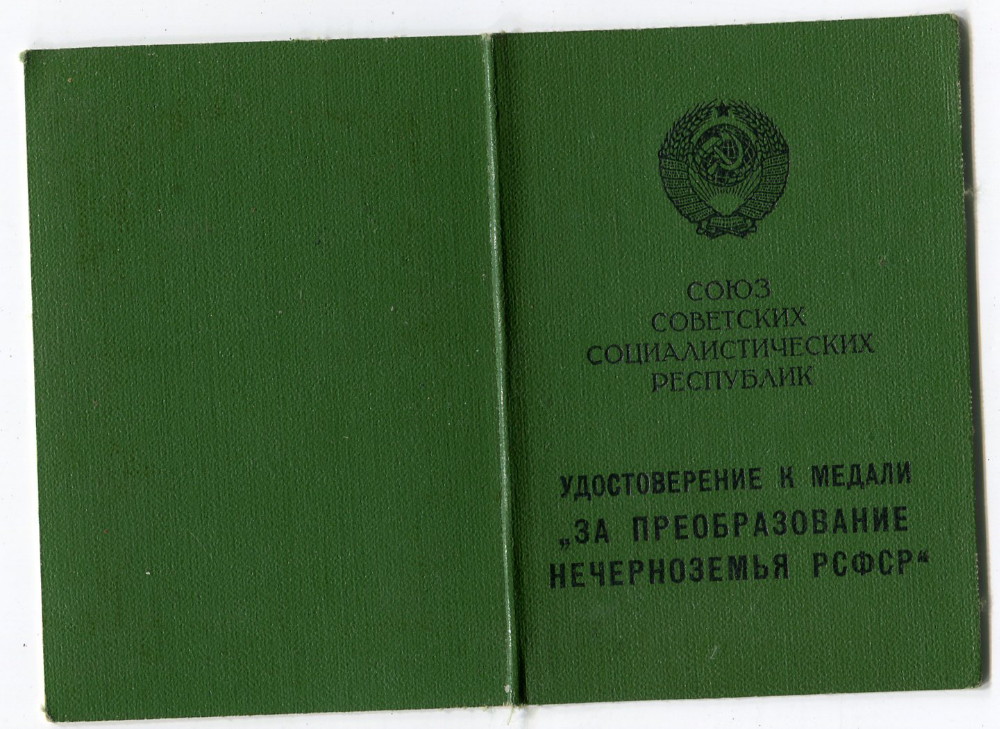 СОЮЗ
СОВЕТСКИХ
СОЦИАЛИСТИЧЕСКИХ
РЕСПУБЛИК
УДОСТОВЕРЕНИЕ К МЕДАЛИ
„ЗА ПРЕОБРАЗОВАНИЕ
НЕЧЕРНОЗЕМЬЯ РСФСР“